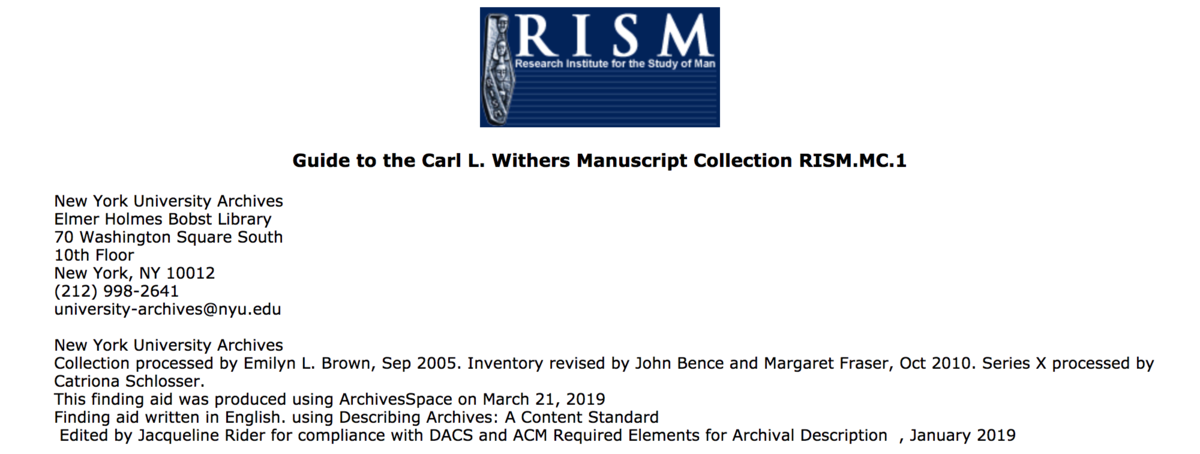 RISM
Research Institute for the Study of Man
Guide to the Carl L. Withers Manuscript Collection RISM.MC.1
New York University Archives
Elmer Holmes Bobst Library
70 Washington Square South
10th Floor
New York, NY 10012
(212) 998-2641
university-archives@nyu.edu
New York University Archives
Collection processed by Emilyn L. Brown, Sep 2005. Inventory revised by John Bence and Margaret Fraser, Oct 2010. Series X processed by
Catriona Schlosser.
This finding aid was produced using ArchivesSpace on March 21, 2019
Finding aid written in English. using Describing Archives: A Content Standard
Edited by Jacqueline Rider for compliance with DACS and ACM Required Elements for Archival Description , January 2019